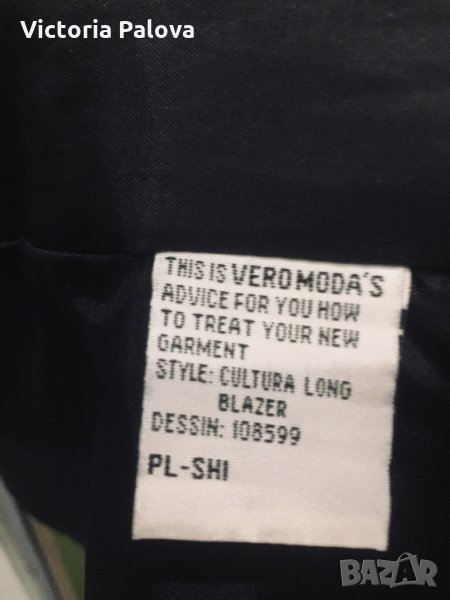 Victoria Palova
THIS IS VERO MODA'S
ADVICE FOR YOU HOW
TO TREAT YOUR NEW
GARMENT
STYLE: CULTURA LONG
BLAZER
DESSIN: 108599
PL-SHI
BAZAR